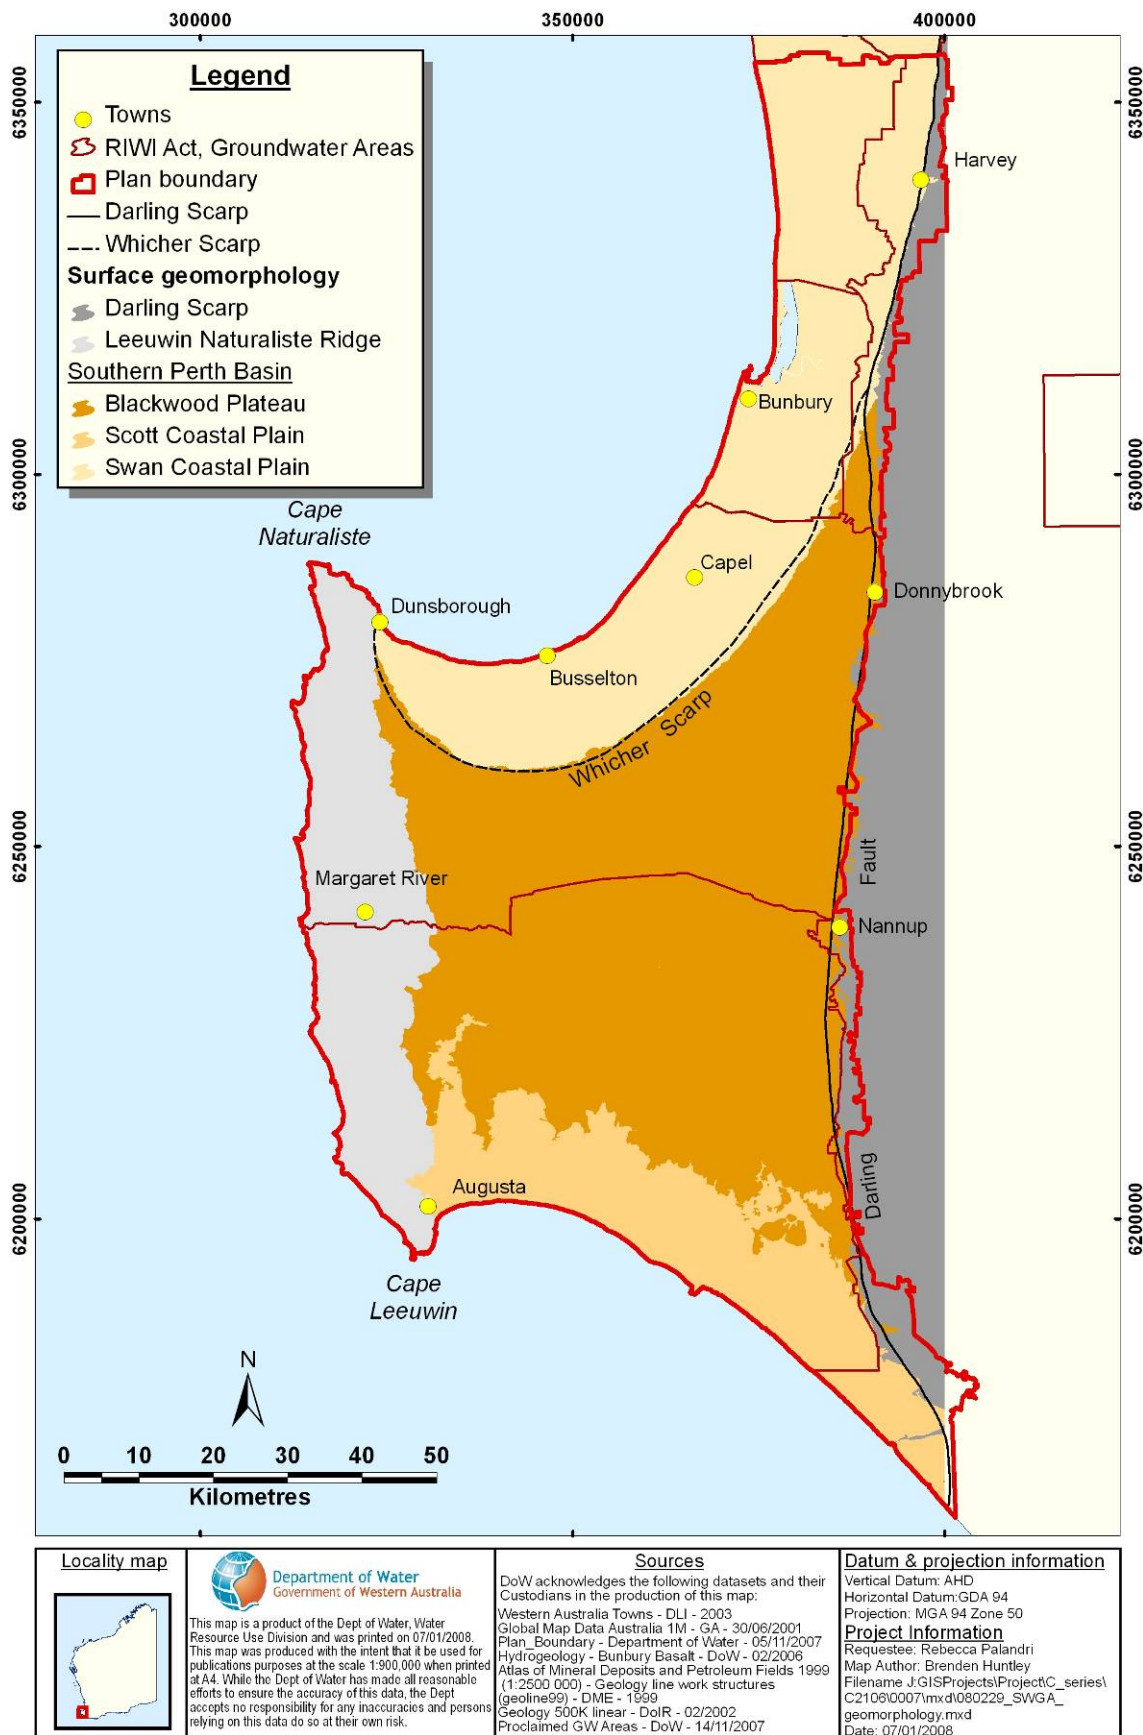 300000
350000
400000
6350000
6300000
6250000
6200000
6350000
6300000
6250000
6200000
Legend
Towns
RIWI Act, Groundwater Areas
Plan boundary
Darling Scarp
Whicher Scarp
Surface geomorphology
Darling Scarp
Leeuwin Naturaliste Ridge
Southern Perth Basin
Blackwood Plateau
Scott Coastal Plain
Swan Coastal Plain
Harvey
Bunbury
Cape
Naturaliste
Capel
Donnybrook
Dunsborough
Busselton
Whicher Scarp
Margaret River
Fault
Nannup
Darling
Augusta
Cape
Leeuwin
N
0 10 20 30 40 50
Kilometres
Locality map
Department of Water
Government of Western Australia
This map is a product of the Dept of Water, Water
Resource Use Division and was printed on 07/01/2008.
This map was produced with the intent that it be used for
publications purposes at the scale 1:900,000 when printed
at A4. While the Dept of Water has made all reasonable
efforts to ensure the accuracy of this data, the Dept
accepts no responsibility for any inaccuracies and persons
relying on this data do so at their own risk.
Sources
DoW acknowledges the following datasets and their
Custodians in the production of this map:
Western Australia Towns - DLI - 2003
Global Map Data Australia 1M - GA - 30/06/2001
Plan_Boundary - Department of Water - 05/11/2007
Hydrogeology - Bunbury Basalt - DoW - 02/2006
Atlas of Mineral Deposits and Petroleum Fields 1999
(1:2500 000) - Geology line work structures
(geoline99) - DME - 1999
Geology 500K linear - DoIR - 02/2002
Proclaimed GW Areas - DoW - 14/11/2007
Datum & projection information
Vertical Datum: AHD
Horizontal Datum:GDA 94
Projection: MGA 94 Zone 50
Project Information
Requestee: Rebecca Palandri
Map Author: Brenden Huntley
Filename J:GISProjects\Project\C_series\
C2106\0007\mxd\080229_SWGA_
geomorphology.mxd
Date: 07/01/2008